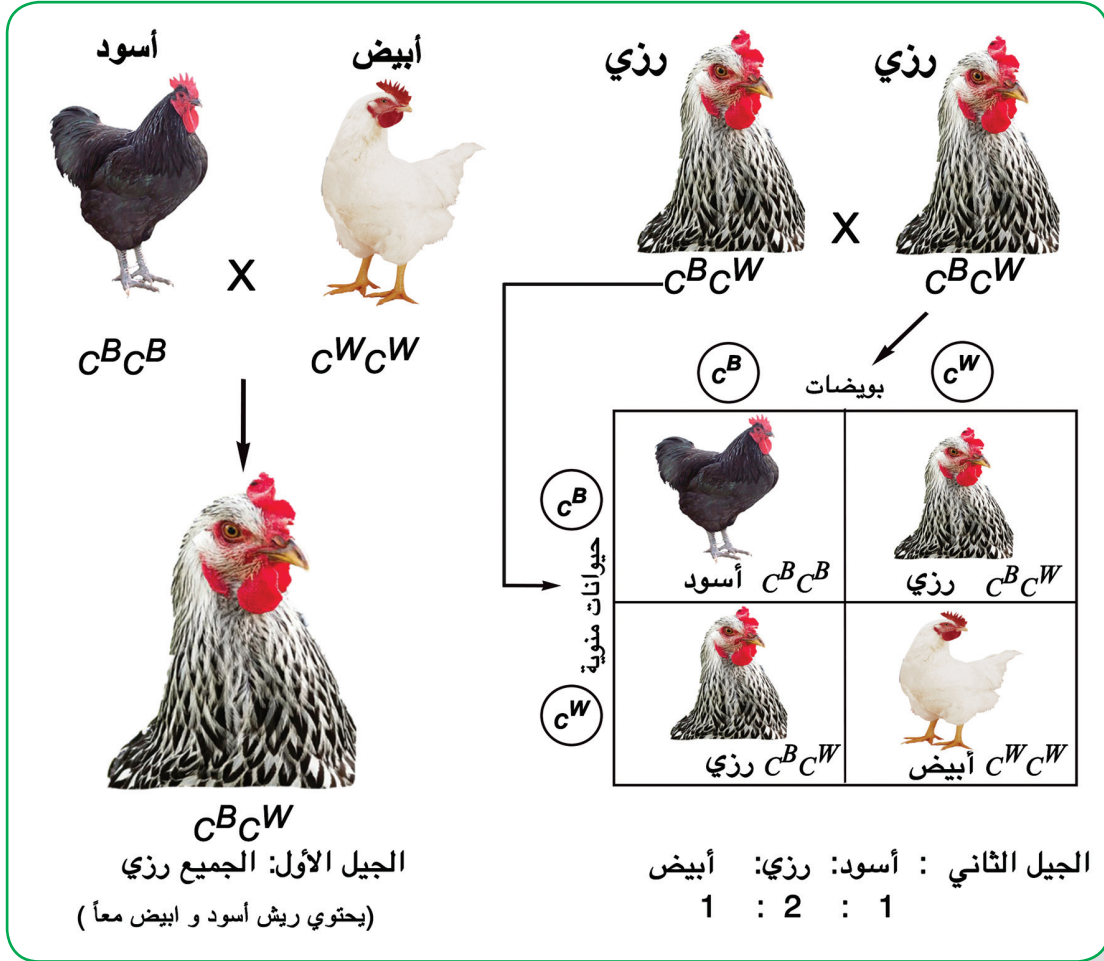 أسود
أبيض
X
C^B C^B
C^W C^W
C^B C^W
الجيل الأول: الجميع رزي
(يحتوي ريش أسود و ابيض معاً )
رزي
رزي
X
C^B C^W
C^B C^W
بويضات
C^B
C^W
حيوانات منوية
C^B
C^W
أسود C^B C^B
رزي C^B C^W
رزي C^B C^W
أبيض C^W C^W
الجيل الثاني : أسود: رزي: أبيض
1 : 2 : 1